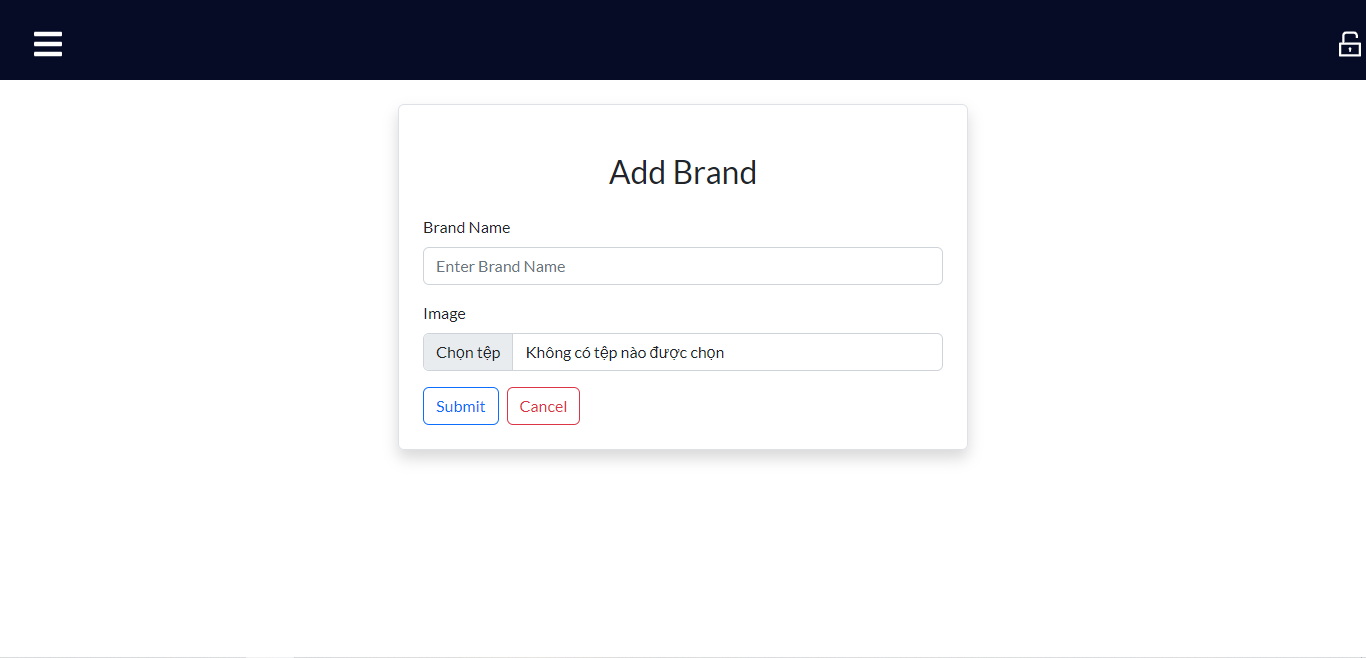 Add Brand
Brand Name
Enter Brand Name
Image
Chọn tệp Không có tệp nào được chọn
Submit Cancel